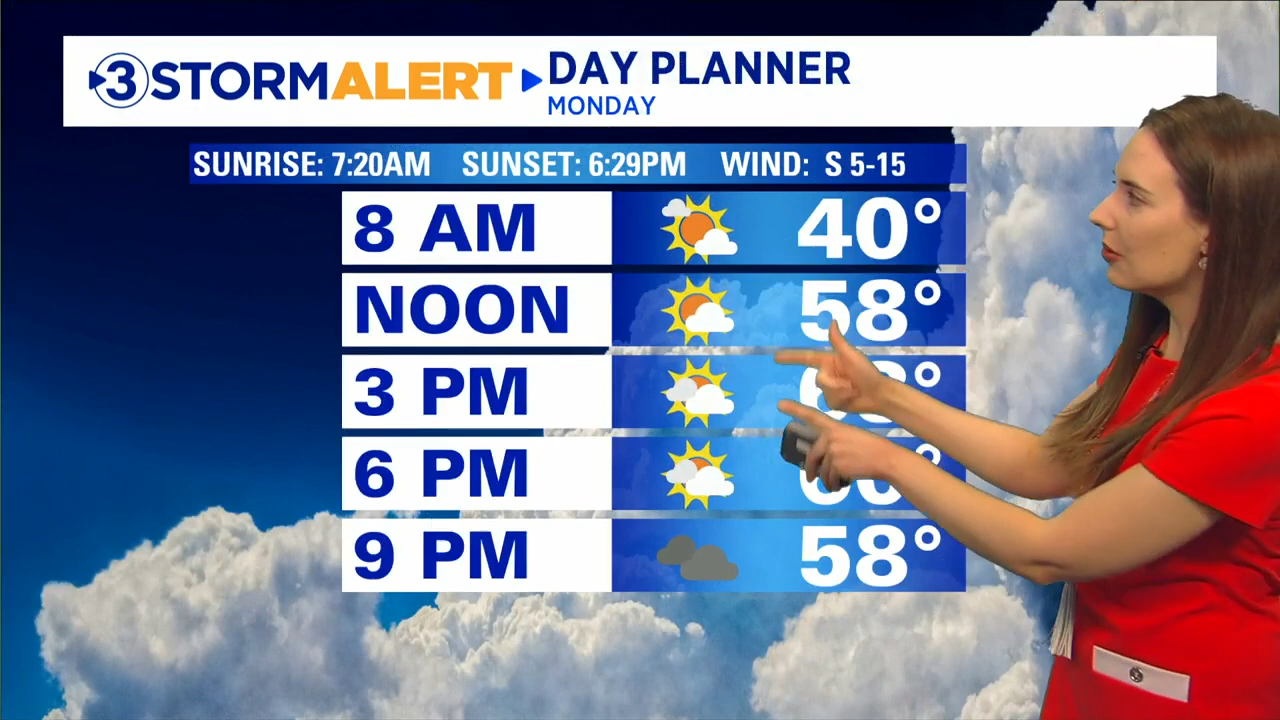 3 STORMALERT DAY PLANNER
MONDAY
SUNRISE: 7:20AM SUNSET: 6:29PM WIND: S 5-15
8 AM 40°
NOON 58°
3 PM
6 PM
9 PM 58°